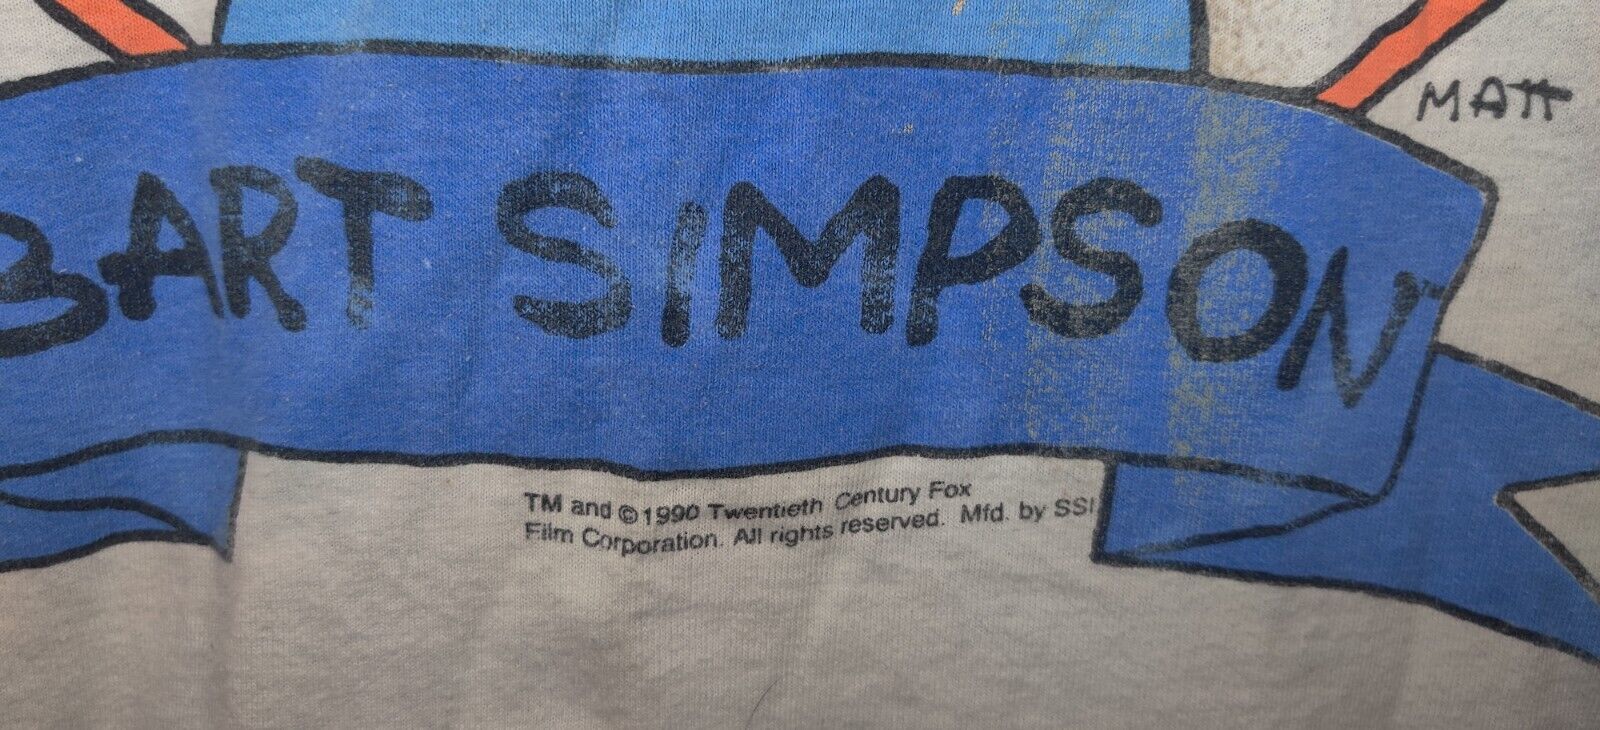 MATT
BART SIMPSON™
TM and © 1990 Twentieth Century Fox
Film Corporation. All rights reserved. Mfd. by SSI